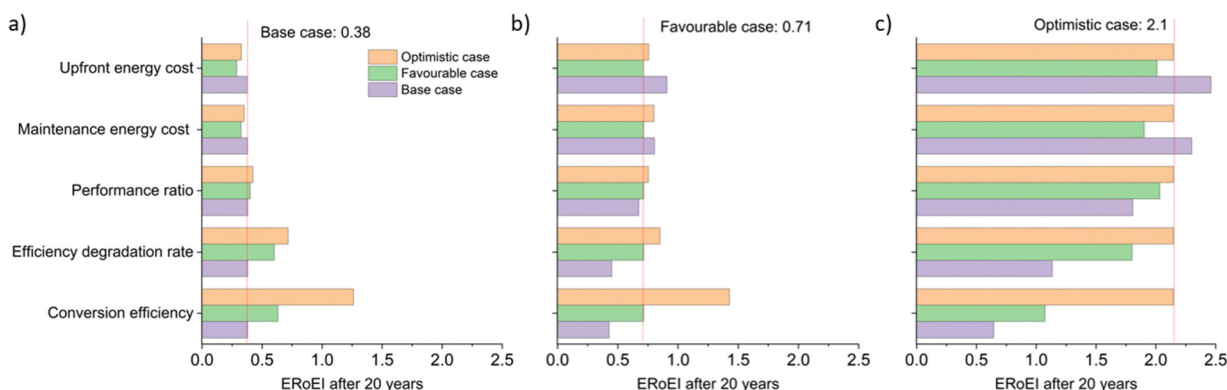 a)
Base case: 0.38
Optimistic case
Favourable case
Base case
Upfront energy cost
Maintenance energy cost
Performance ratio
Efficiency degradation rate
Conversion efficiency
0.0 0.5 1.0 1.5 2.0 2.5
ERoEI after 20 years
b)
Favourable case: 0.71
0.0 0.5 1.0 1.5 2.0 2.5
ERoEI after 20 years
c)
Optimistic case: 2.1
0.0 0.5 1.0 1.5 2.0 2.5
ERoEI after 20 years